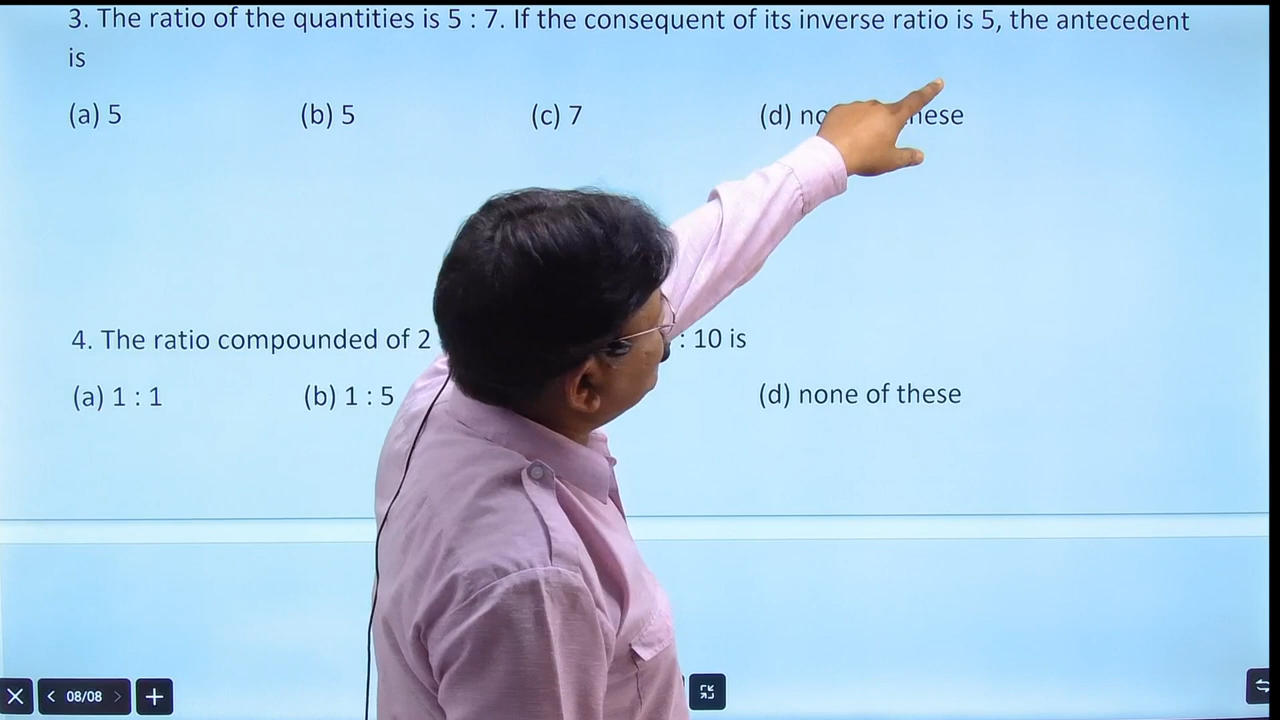 3. The ratio of the quantities is 5 : 7. If the consequent of its inverse ratio is 5, the antecedent
is
(a) 5 (b) 5 (c) 7 (d)
4. The ratio compounded of 2 : 10 is
(a) 1 : 1 (b) 1 : 5 (d) none of these
08/08